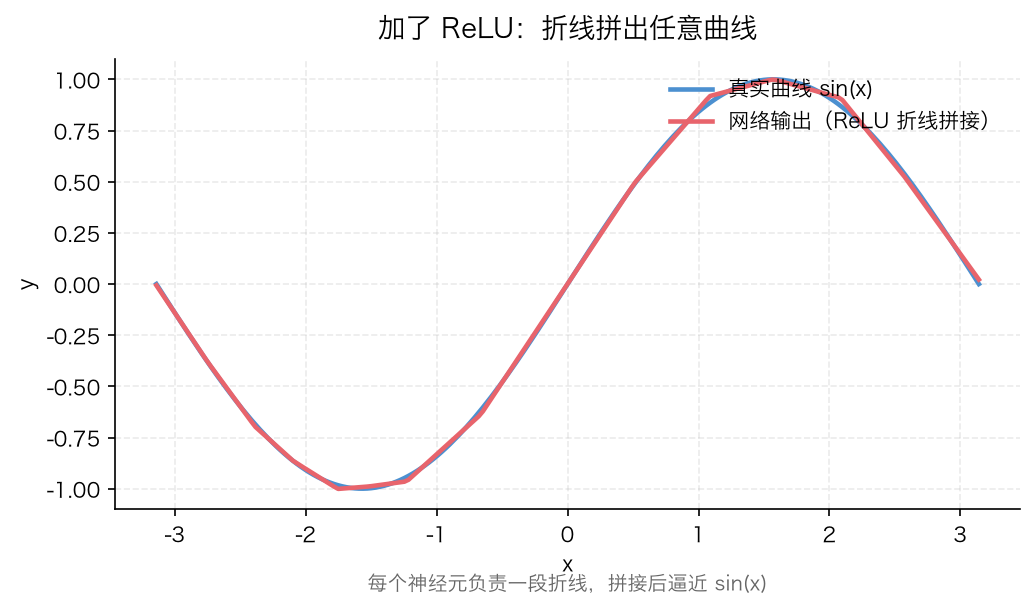 加了 ReLU：折线拼出任意曲线
真实曲线 sin(x)
网络输出（ReLU 折线拼接）
1.00
0.75
0.50
0.25
0.00
-0.25
-0.50
-0.75
-1.00
y
-3 -2 -1 0 1 2 3
x
每个神经元负责一段折线，拼接后逼近 sin(x)